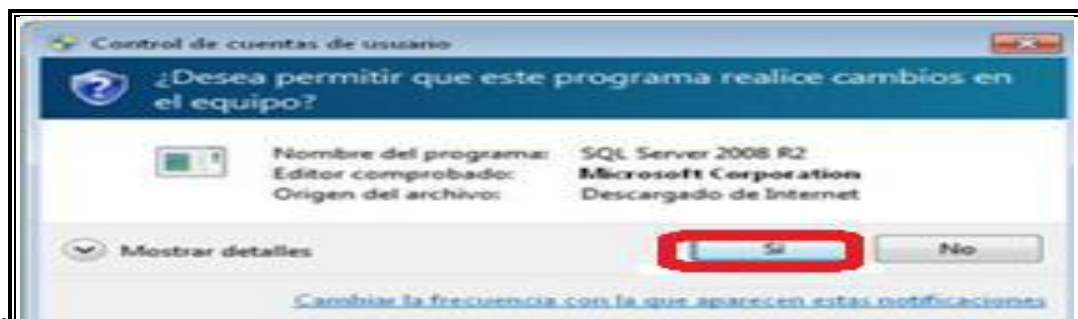 Control de cuentas de usuario
¿Desea permitir que este programa realice cambios en
el equipo?
Nombre del programa: SQL Server 2008 R2
Editor comprobado: Microsoft Corporation
Origen del archivo: Descargado de Internet
Mostrar detalles Sí No
Cambiar la frecuencia con la que aparecen estas notificaciones